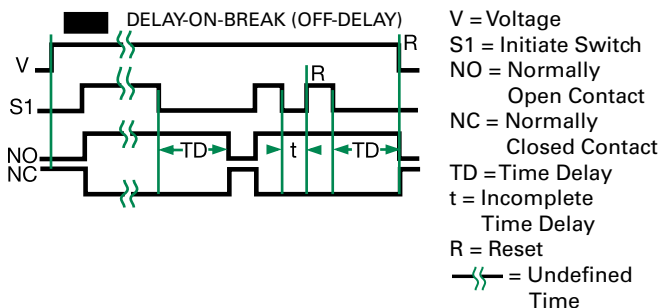 DELAY-ON-BREAK (OFF-DELAY)
V
R
S1
R
NO
NC
TD
t
TD
V = Voltage
S1 = Initiate Switch
NO = Normally
Open Contact
NC = Normally
Closed Contact
TD = Time Delay
t = Incomplete
Time Delay
R = Reset
= Undefined
Time